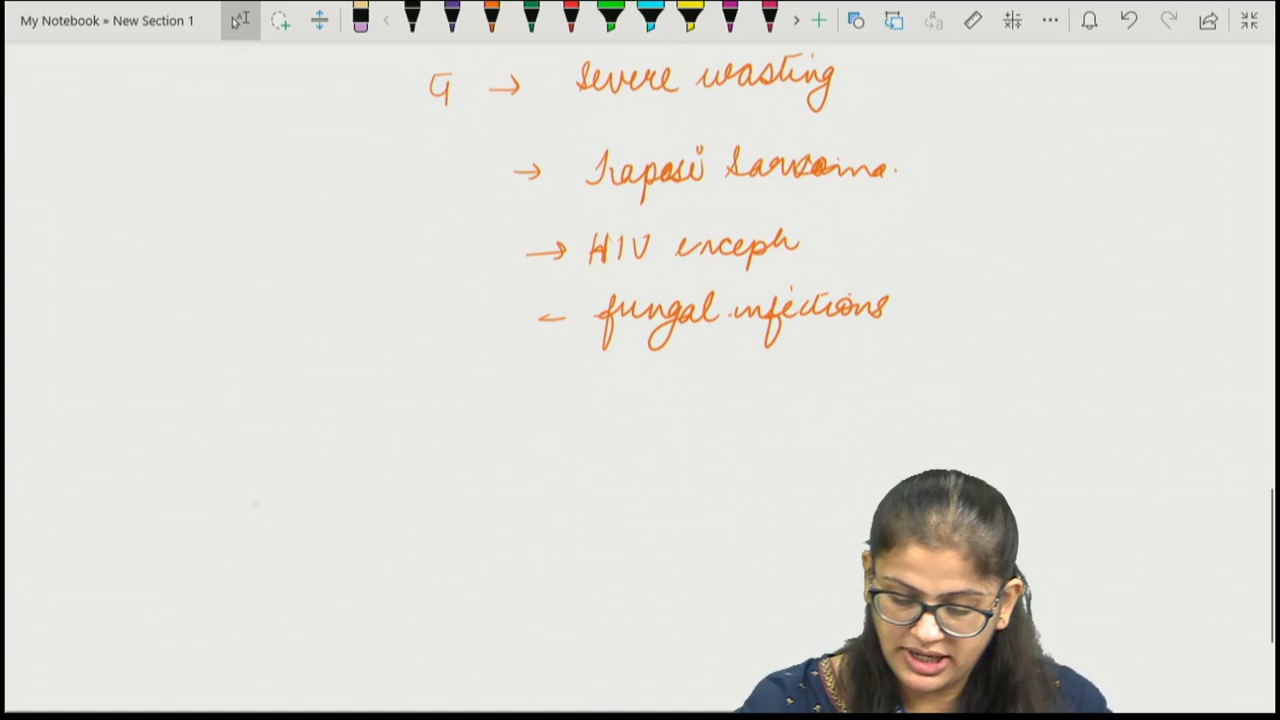 My Notebook » New Section 1
4 → Severe wasting
→ Kaposi Sarcoma.
→ HIV enceph
- fungal infections